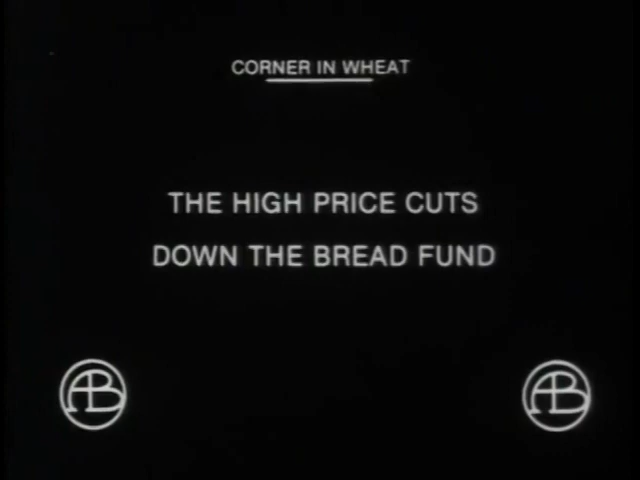 CORNER IN WHEAT
THE HIGH PRICE CUTS
DOWN THE BREAD FUND
AB AB